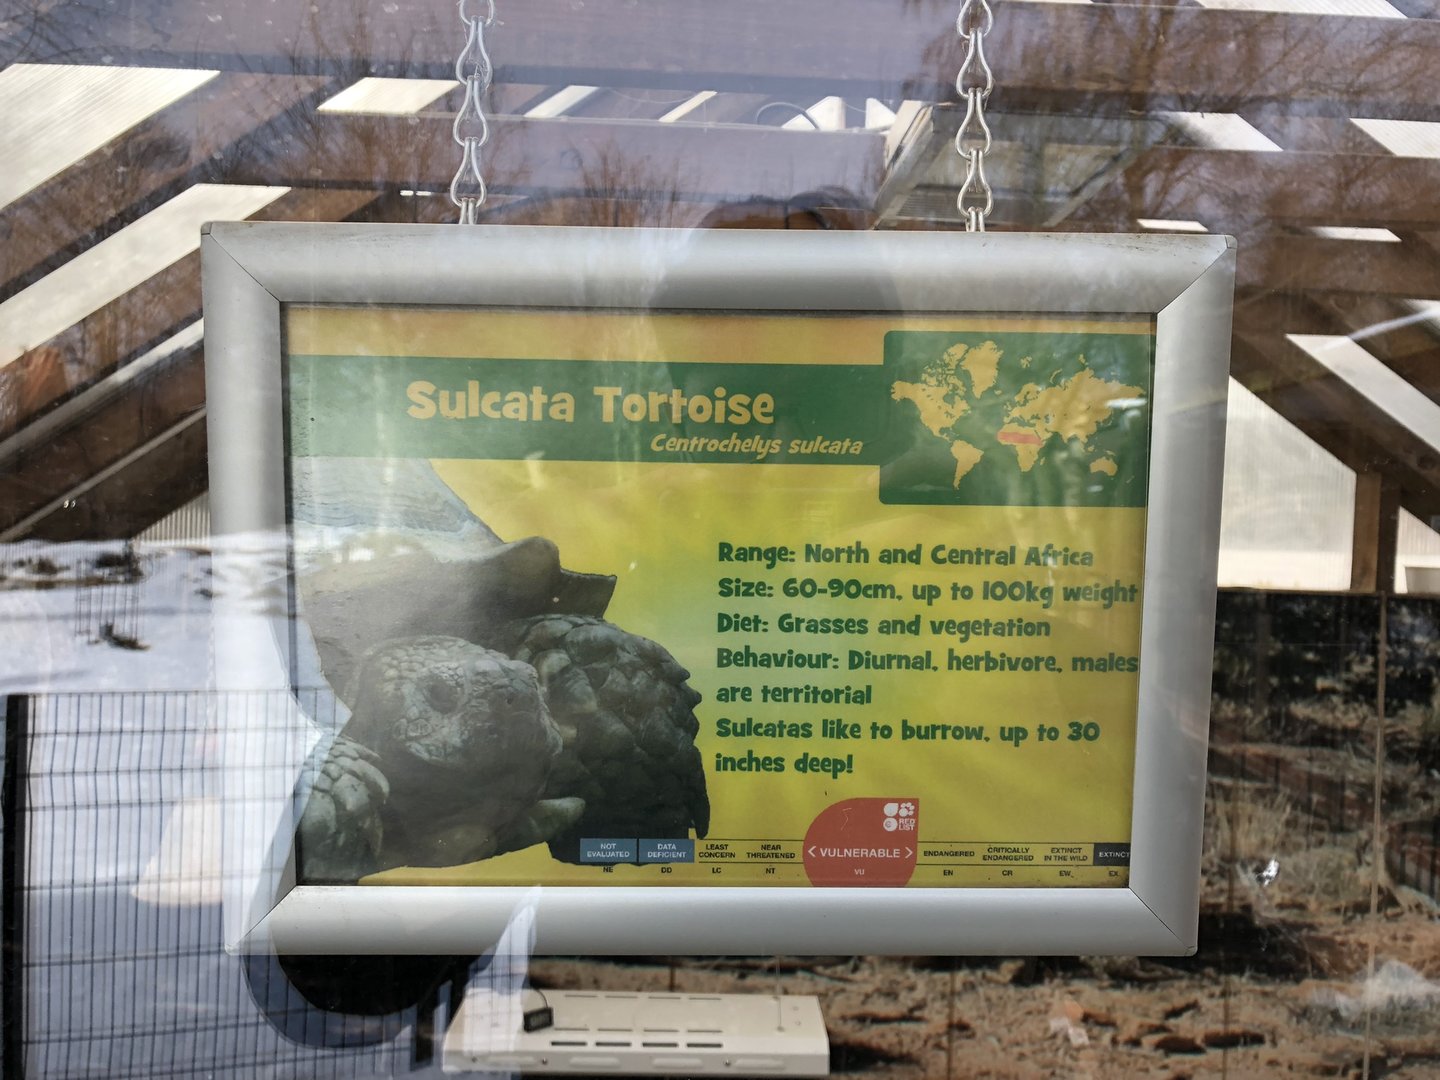 Sulcata Tortoise
Centrochelys sulcata
Range: North and Central Africa
Size: 60-90cm, up to 100kg weight
Diet: Grasses and vegetation
Behaviour: Diurnal, herbivore, males
are territorial
Sulcatas like to burrow, up to 30
inches deep!
RED
LIST
NOT
EVALUATED
DATA
DEFICIENT
LEAST
CONCERN
NEAR
THREATENED
< VULNERABLE >
ENDANGERED
CRITICALLY
ENDANGERED
EXTINCT
IN THE WILD
EXTINCT
NE DD LC NT VU EN CR EW EX